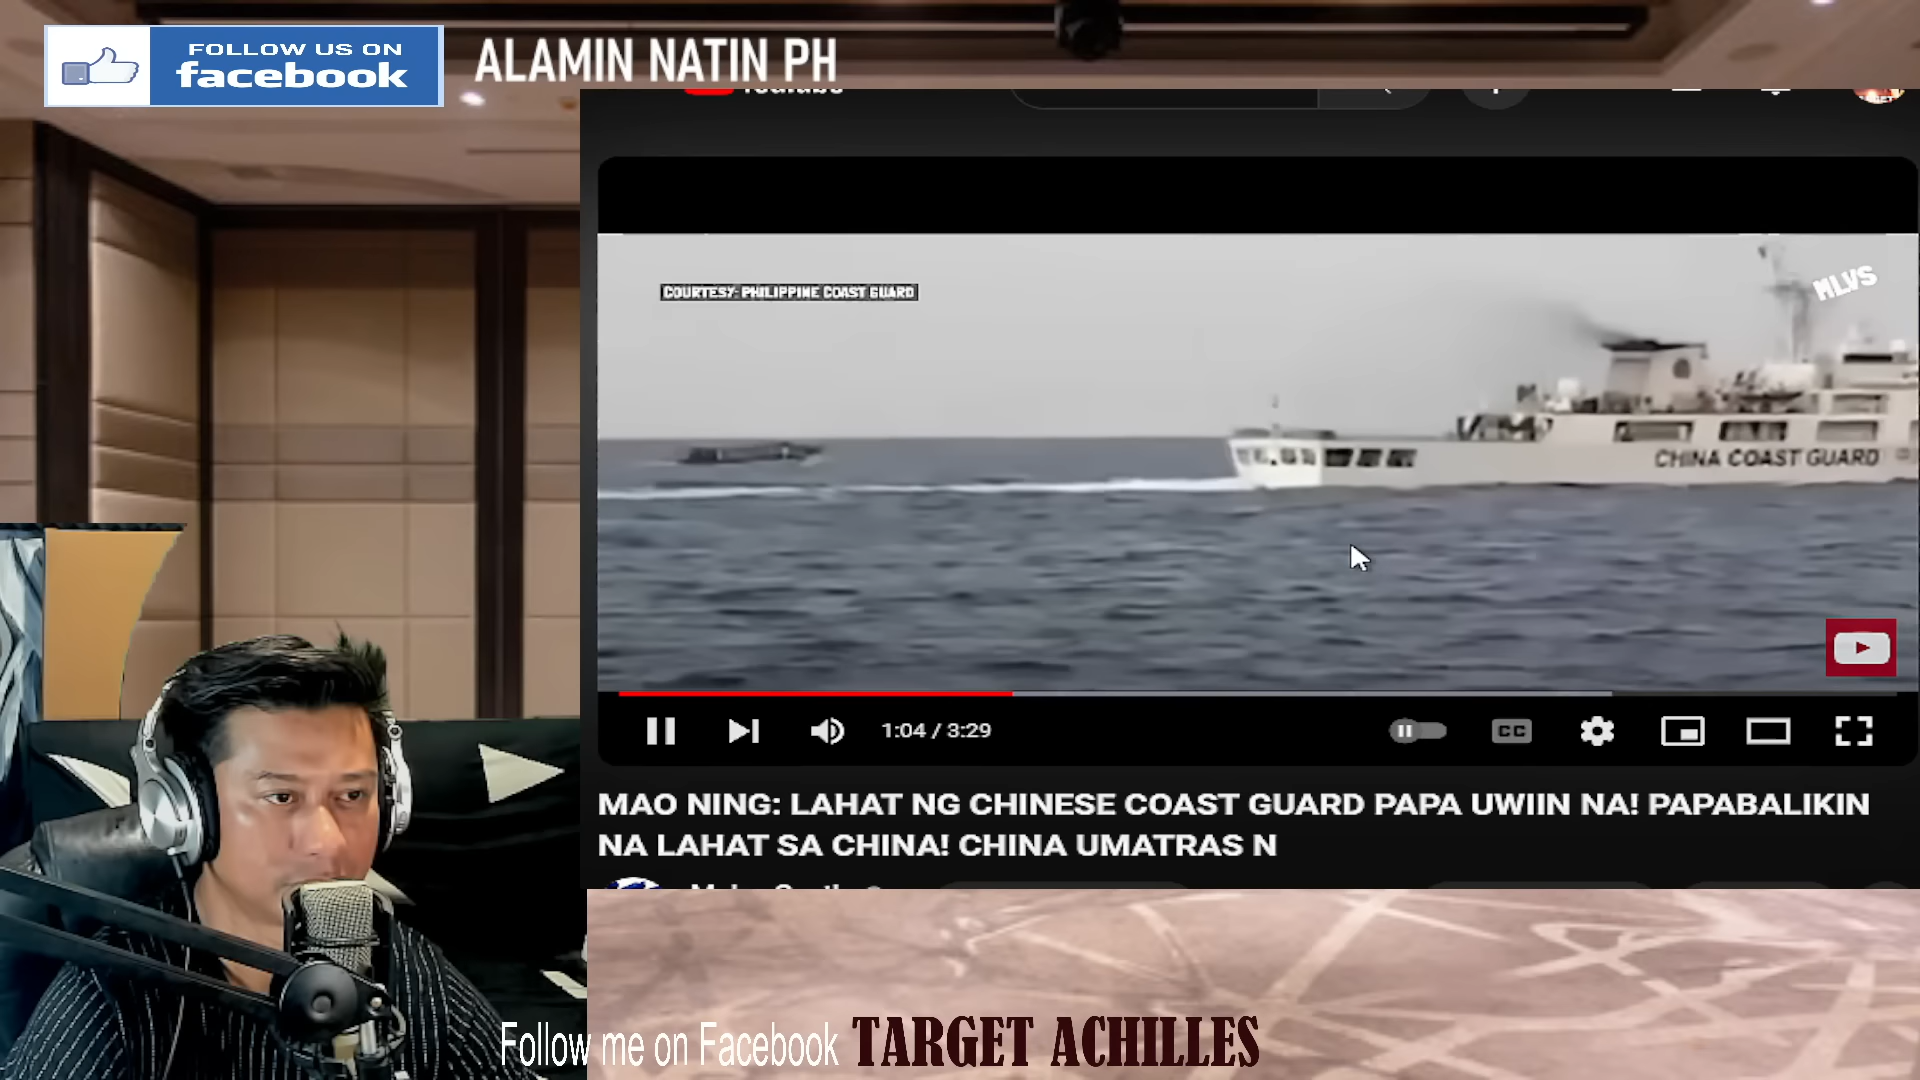 FOLLOW US ON
facebook
ALAMIN NATIN PH
COURTESY- PHILIPPINE COAST GUARD
MLVS
CHINA COAST GUARD
1:04 / 3:29
CC
MAO NING: LAHAT NG CHINESE COAST GUARD PAPA UWIIN NA! PAPABALIKIN
NA LAHAT SA CHINA! CHINA UMATRAS N
Follow me on Facebook TARGET ACHILLES